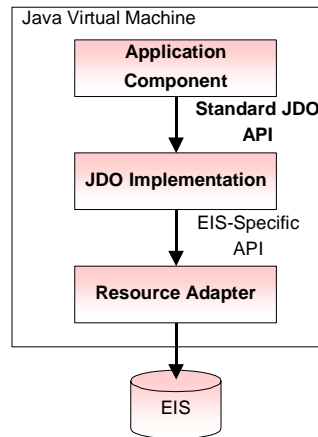 Java Virtual Machine
Application
Component
Standard JDO
API
JDO Implementation
EIS-Specific
API
Resource Adapter
EIS